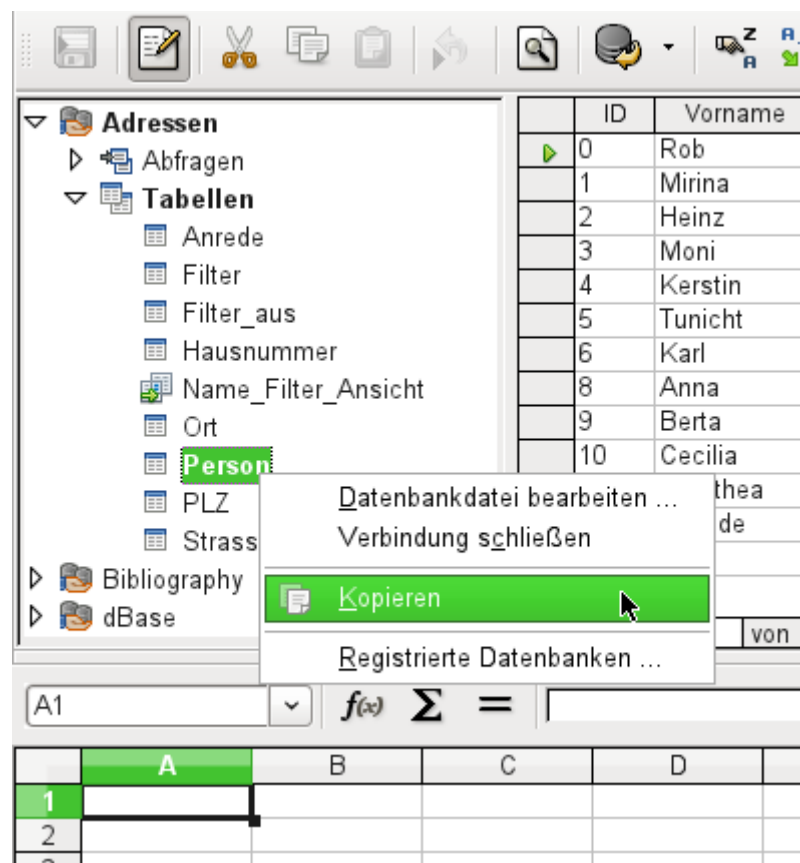 Adressen
Abfragen
Tabellen
Anrede
Filter
Filter_aus
Hausnummer
Name_Filter_Ansicht
Ort
Person
PLZ
Strass
Bibliography
dBase
ID Vorname
0 Rob
1 Mirina
2 Heinz
3 Moni
4 Kerstin
5 Tunicht
6 Karl
8 Anna
9 Berta
10 Cecilia
thea
de
von
Datenbankdatei bearbeiten ...
Verbindung schließen
Kopieren
Registrierte Datenbanken ...
A1 f(x) Σ =
A B C D
1
2